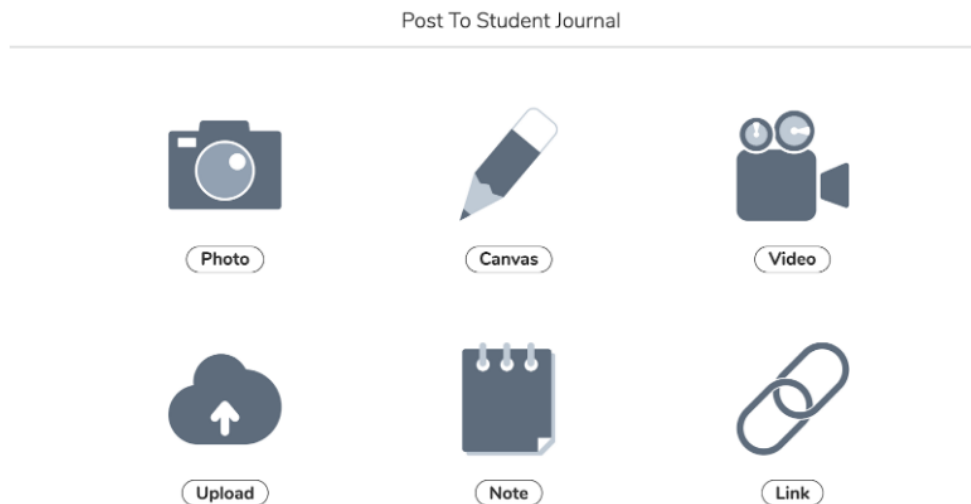 Post To Student Journal
Photo
Canvas
Video
Upload
Note
Link